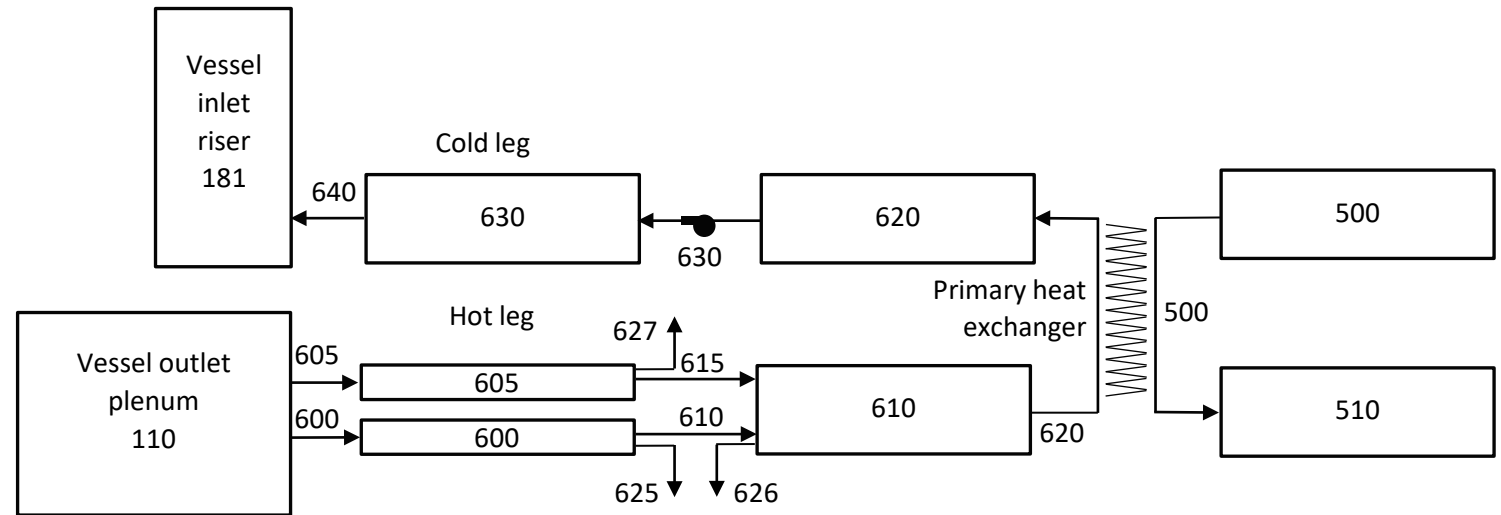 Vessel
inlet
riser
181
Cold leg
640
630
630
620
500
Primary heat
exchanger
500
Hot leg
Vessel outlet
plenum
110
605
600
605
600
627
615
610
625
626
610
620
510